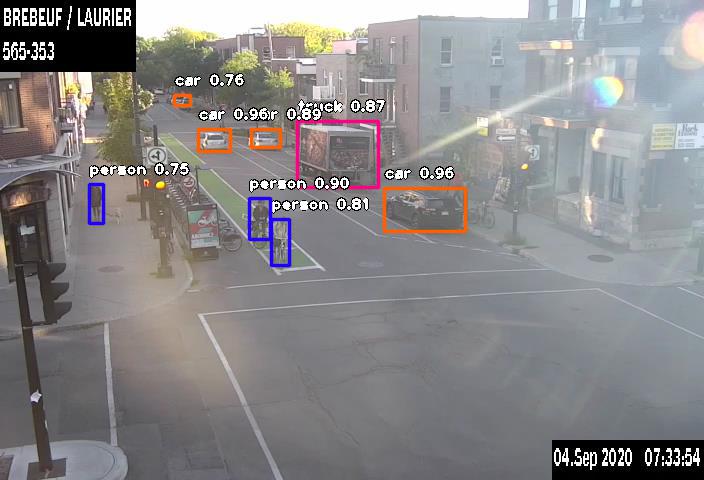 BREBEUF / LAURIER
565-353
car 0.76
car 0.96
0.89
truck 0.87
person 0.75
car 0.96
person 0.90
person 0.81
04.Sep 2020 07:33:54